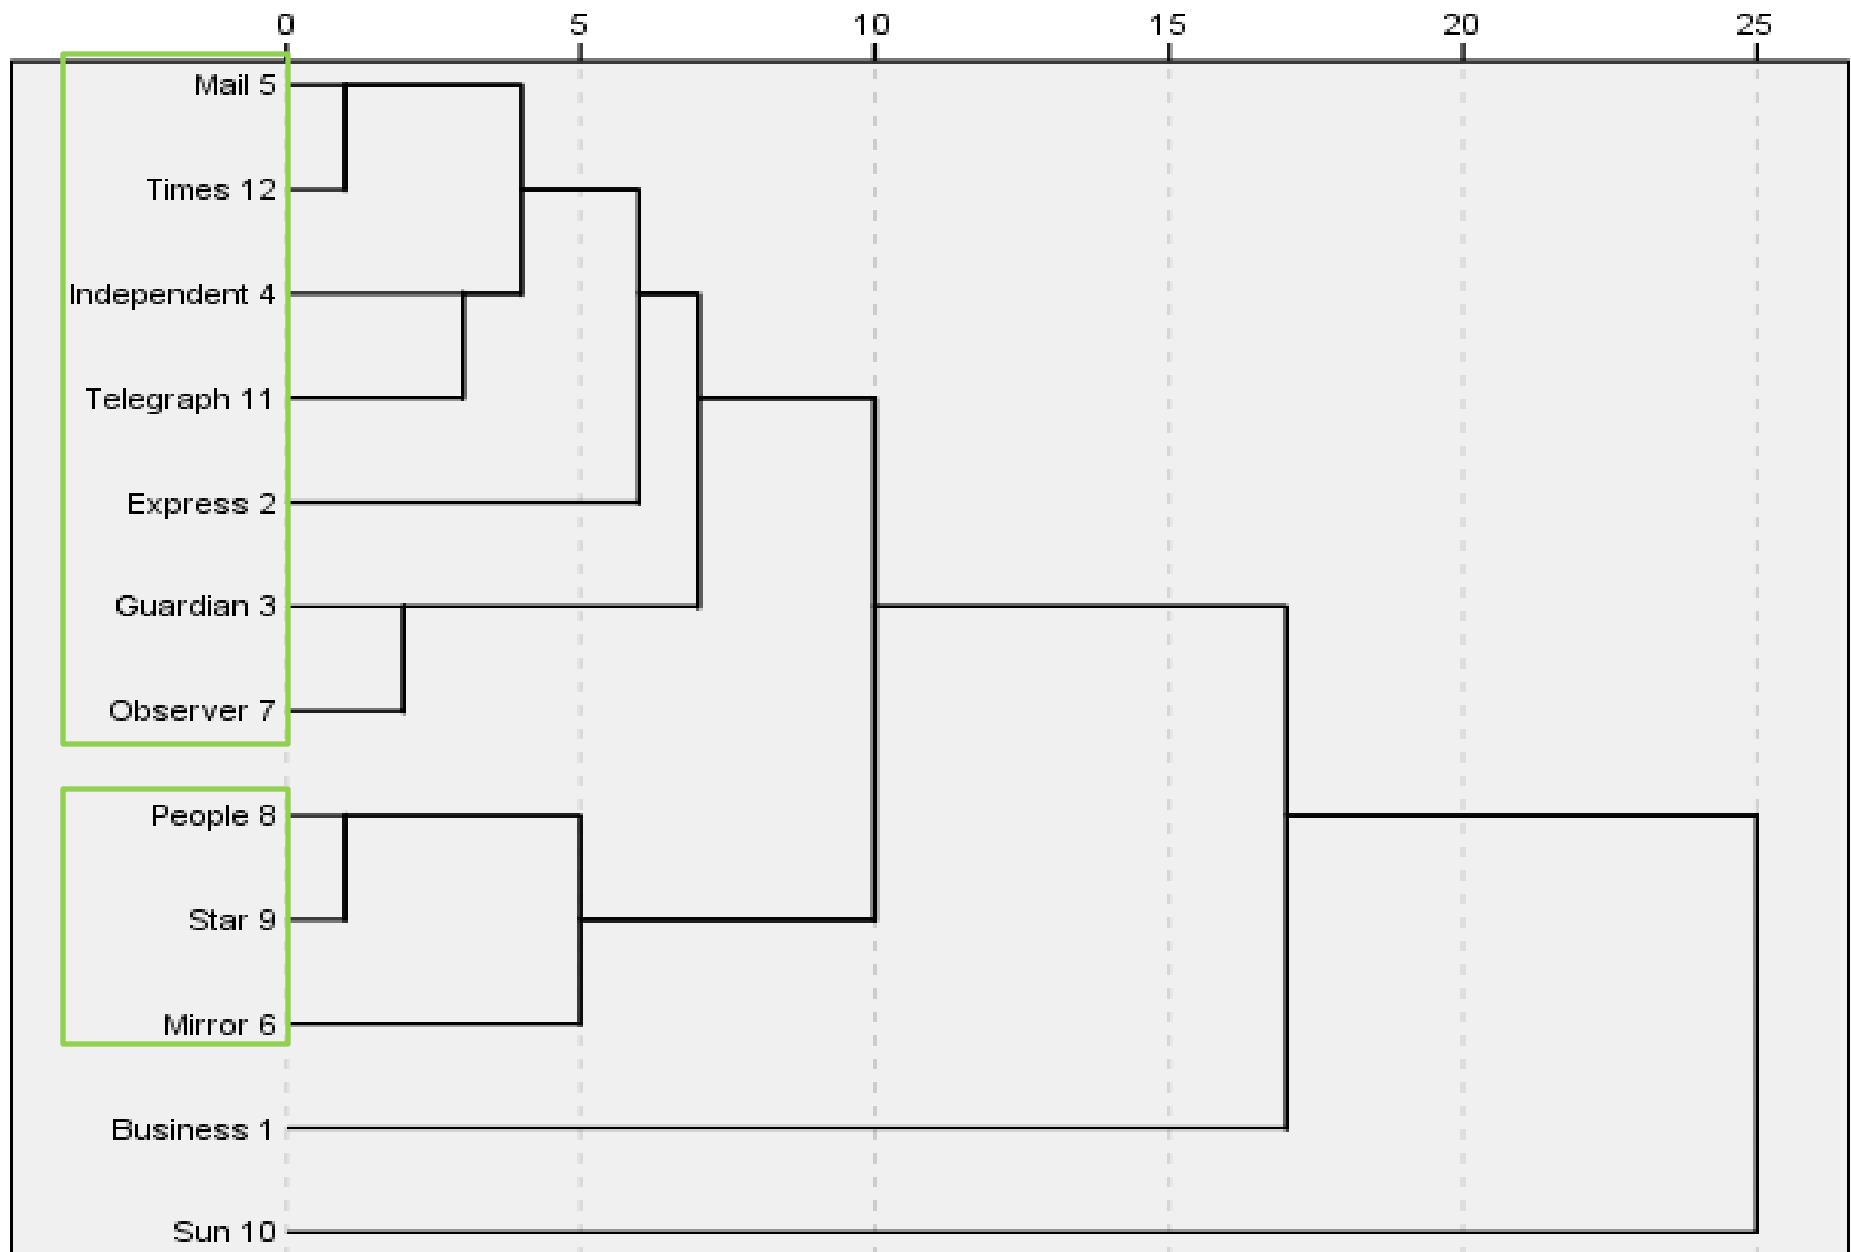 0 5 10 15 20 25
Mail 5
Times 12
Independent 4
Telegraph 11
Express 2
Guardian 3
Observer 7
People 8
Star 9
Mirror 6
Business 1
Sun 10